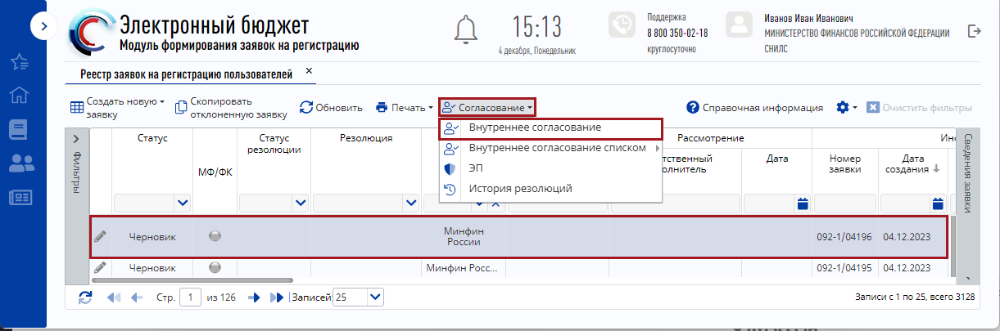 Электронный бюджет
Модуль формирования заявок на регистрацию
15:13
4 декабря, Понедельник
Поддержка
8 800 350-02-18
круглосуточно
Иванов Иван Иванович
МИНИСТЕРСТВО ФИНАНСОВ РОССИЙСКОЙ ФЕДЕРАЦИИ
СНИЛС
Реестр заявок на регистрацию пользователей
Создать новую заявку
Скопировать отклоненную заявку
Обновить
Печать
Согласование
Справочная информация
Очистить фильтры
Внутреннее согласование
Внутреннее согласование списком
ЭП
История резолюций
Фильтры
Статус
МФ/ФК
Статус резолюции
Резолюция
Рассмотрение
Дата
Номер заявки
Дата создания
Сведения заявки
Черновик
Минфин России
092-1/04196
04.12.2023
Черновик
Минфин Росс...
092-1/04195
04.12.2023
Стр. 1 из 126
Записей 25
Записи с 1 по 25, всего 3128